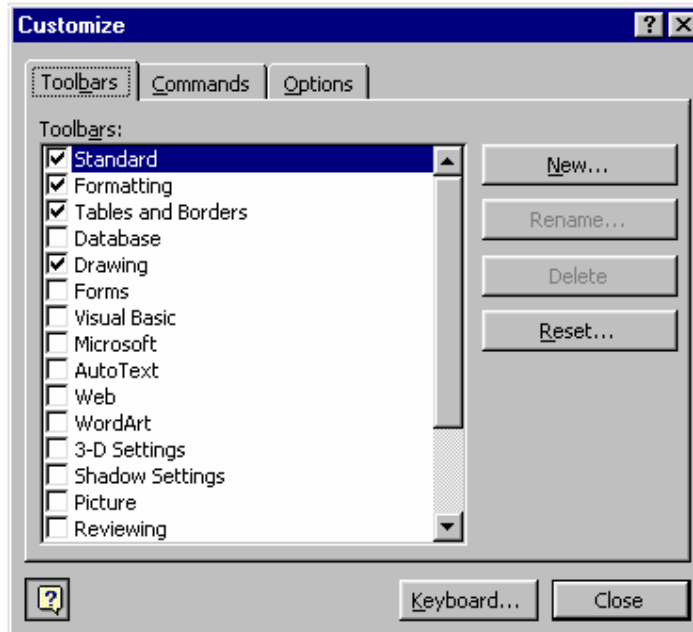 Customize
Toolbars Commands Options
Toolbars:
Standard
Formatting
Tables and Borders
Database
Drawing
Forms
Visual Basic
Microsoft
AutoText
Web
WordArt
3-D Settings
Shadow Settings
Picture
Reviewing
New...
Rename...
Delete
Reset...
Keyboard... Close